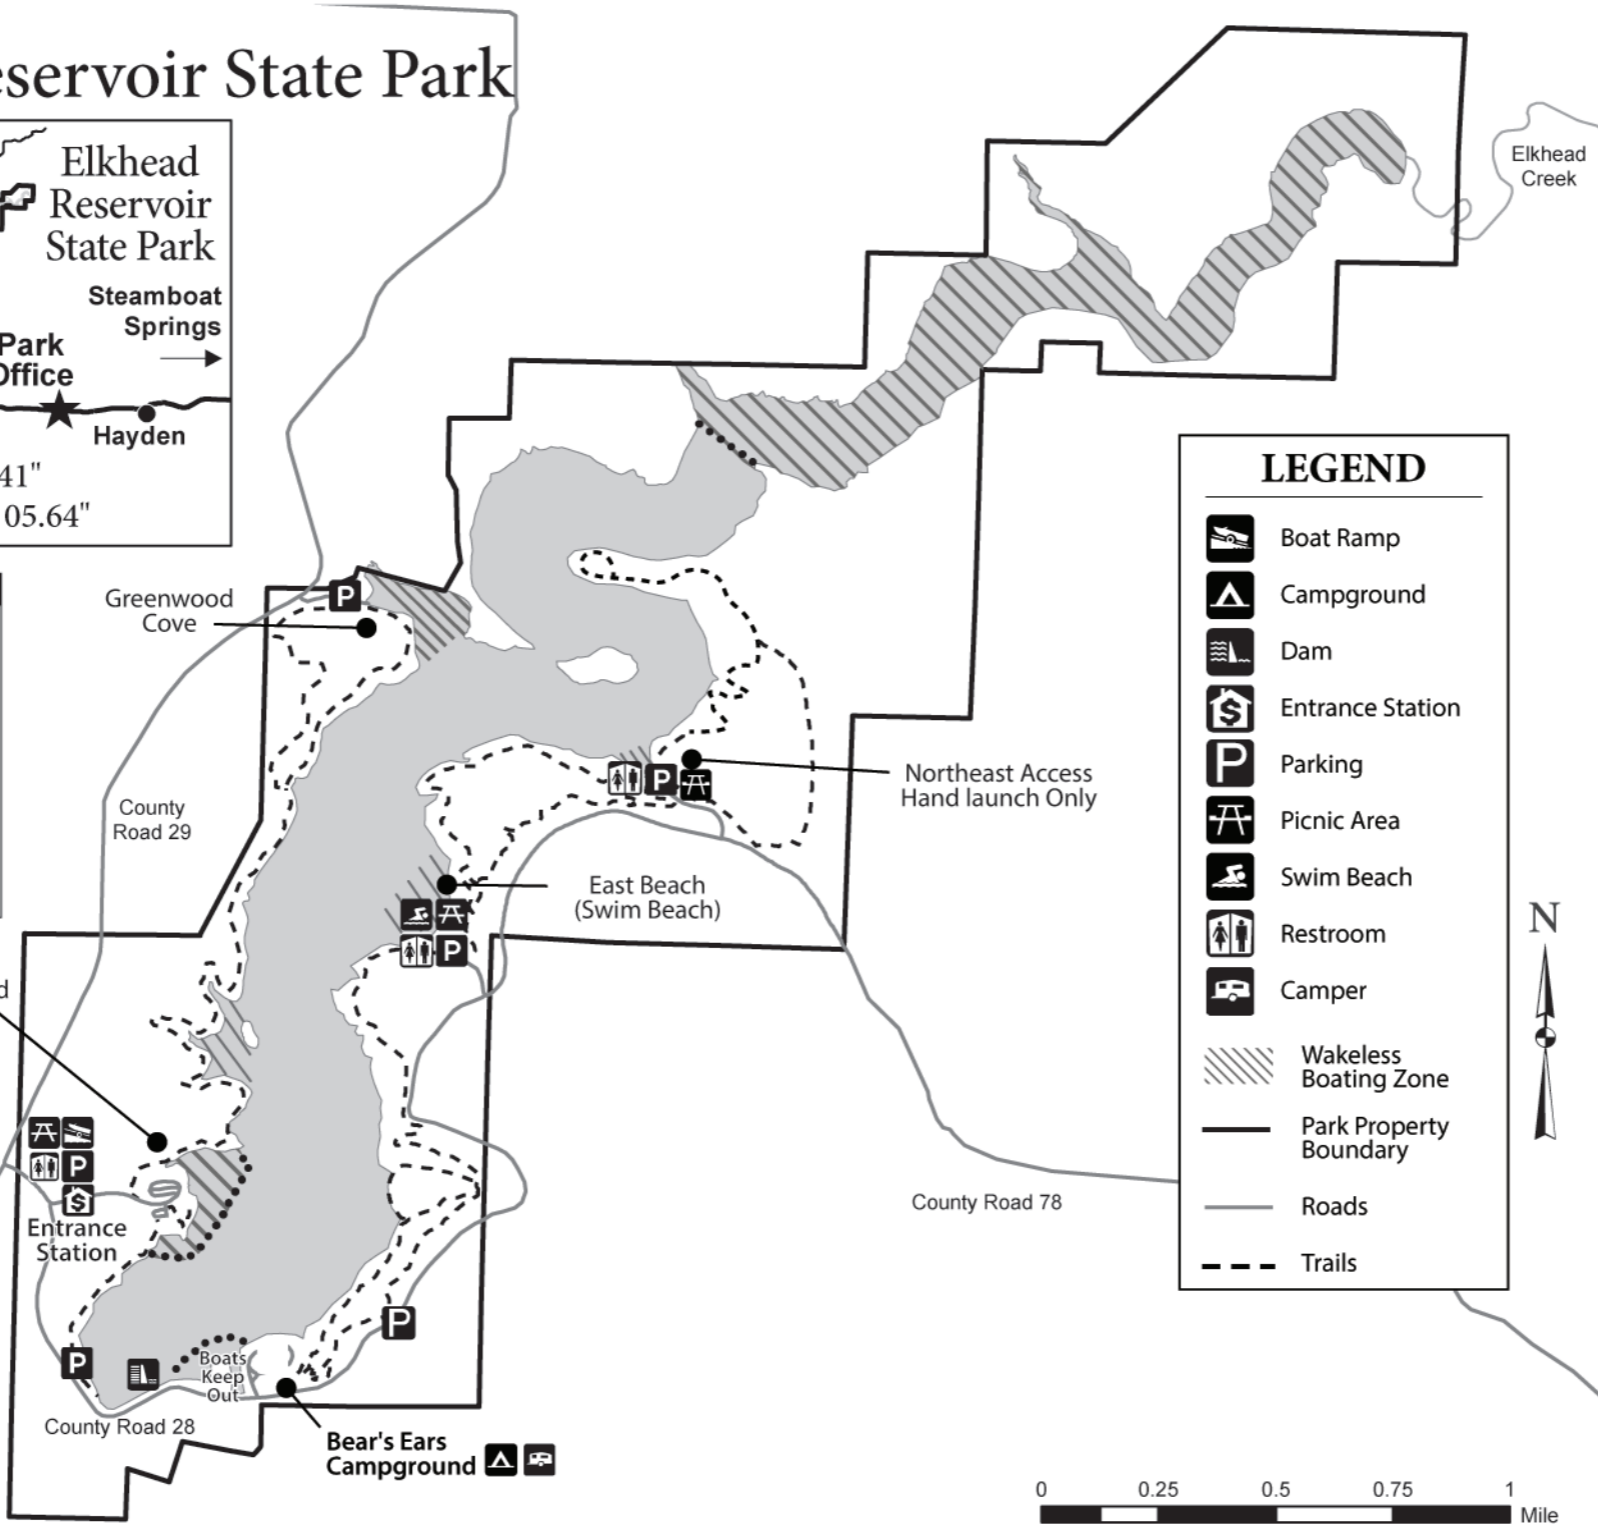 eservoir State Park
Elkhead
Reservoir
State Park
Steamboat
Springs
Park
Office
Hayden
41"
05.64"
Elkhead
Creek
Greenwood
Cove
P
County
Road 29
Northeast Access
Hand launch Only
P
East Beach
(Swim Beach)
P
d
P
$
Entrance
Station
P
P
Boats
Keep
Out
County Road 28
Bear's Ears
Campground
County Road 78
LEGEND
Boat Ramp
Campground
Dam
$ Entrance Station
P Parking
Picnic Area
Swim Beach
Restroom
Camper
Wakeless
Boating Zone
Park Property
Boundary
Roads
Trails
N
0 0.25 0.5 0.75 1
Mile